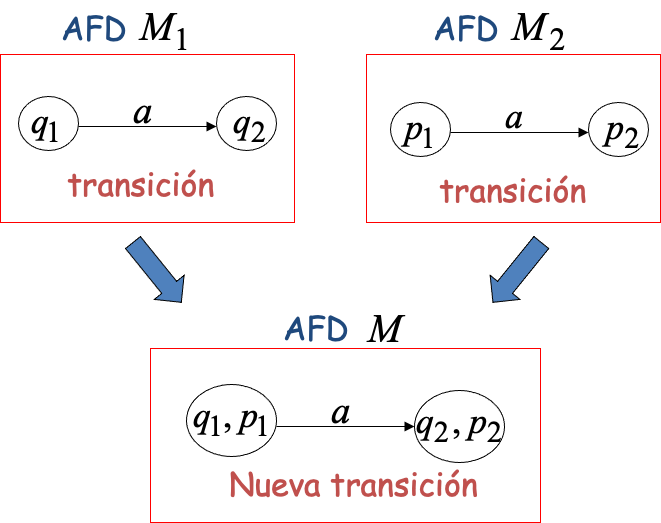 AFD M₁
AFD M₂
q₁ a q₂
p₁ a p₂
transición
transición
AFD M
q₁, p₁ a q₂, p₂
Nueva transición